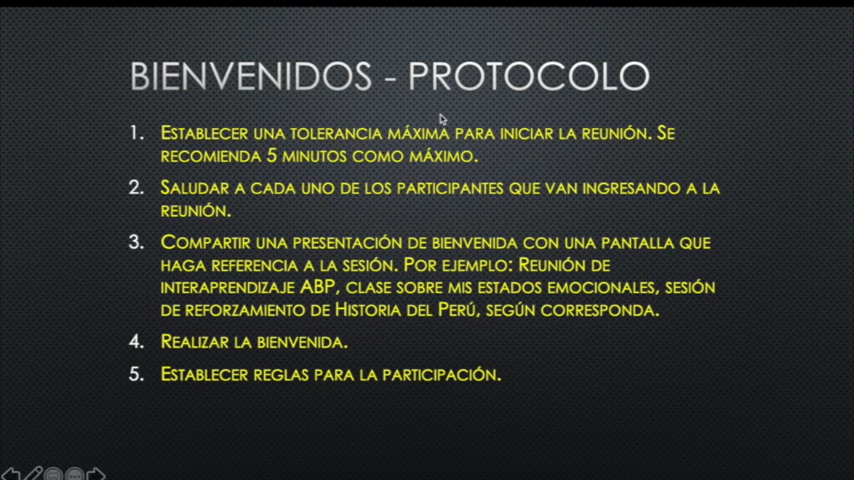 BIENVENIDOS - PROTOCOLO
1. ESTABLECER UNA TOLERANCIA MÁXIMA PARA INICIAR LA REUNIÓN. SE
RECOMIENDA 5 MINUTOS COMO MÁXIMO.
2. SALUDAR A CADA UNO DE LOS PARTICIPANTES QUE VAN INGRESANDO A LA
REUNIÓN.
3. COMPARTIR UNA PRESENTACIÓN DE BIENVENIDA CON UNA PANTALLA QUE
HAGA REFERENCIA A LA SESIÓN. POR EJEMPLO: REUNIÓN DE
INTERAPRENDIZAJE ABP, CLASE SOBRE MIS ESTADOS EMOCIONALES, SESIÓN
DE REFORZAMIENTO DE HISTORIA DEL PERÚ, SEGÚN CORRESPONDA.
4. REALIZAR LA BIENVENIDA.
5. ESTABLECER REGLAS PARA LA PARTICIPACIÓN.